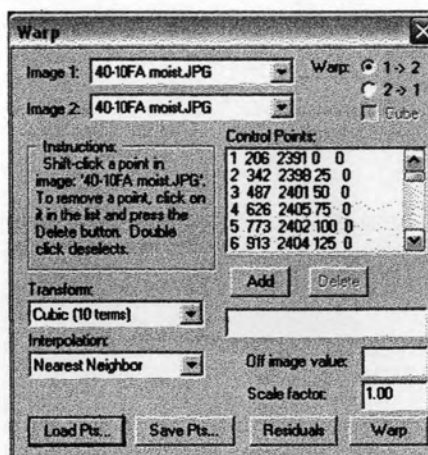 Warp
Image 1: 40-10FA moist.JPG
Warp: 1 -> 2
2 -> 1
Image 2: 40-10FA moist.JPG
Cube
Instructions:
Shift-click a point in
image: '40-10FA moist.JPG'.
To remove a point, click on
it in the list and press the
Delete button. Double
click deselects.
Control Points:
1 206 2391 0 0
2 342 2398 25 0
3 487 2401 50 0
4 626 2405 75 0
5 773 2402 100 0
6 913 2404 125 0
Add Delete
Transform:
Cubic (10 terms)
Interpolation:
Nearest Neighbor
Off image value:
Scale factor: 1.00
Load Pts... Save Pts... Residuals Warp